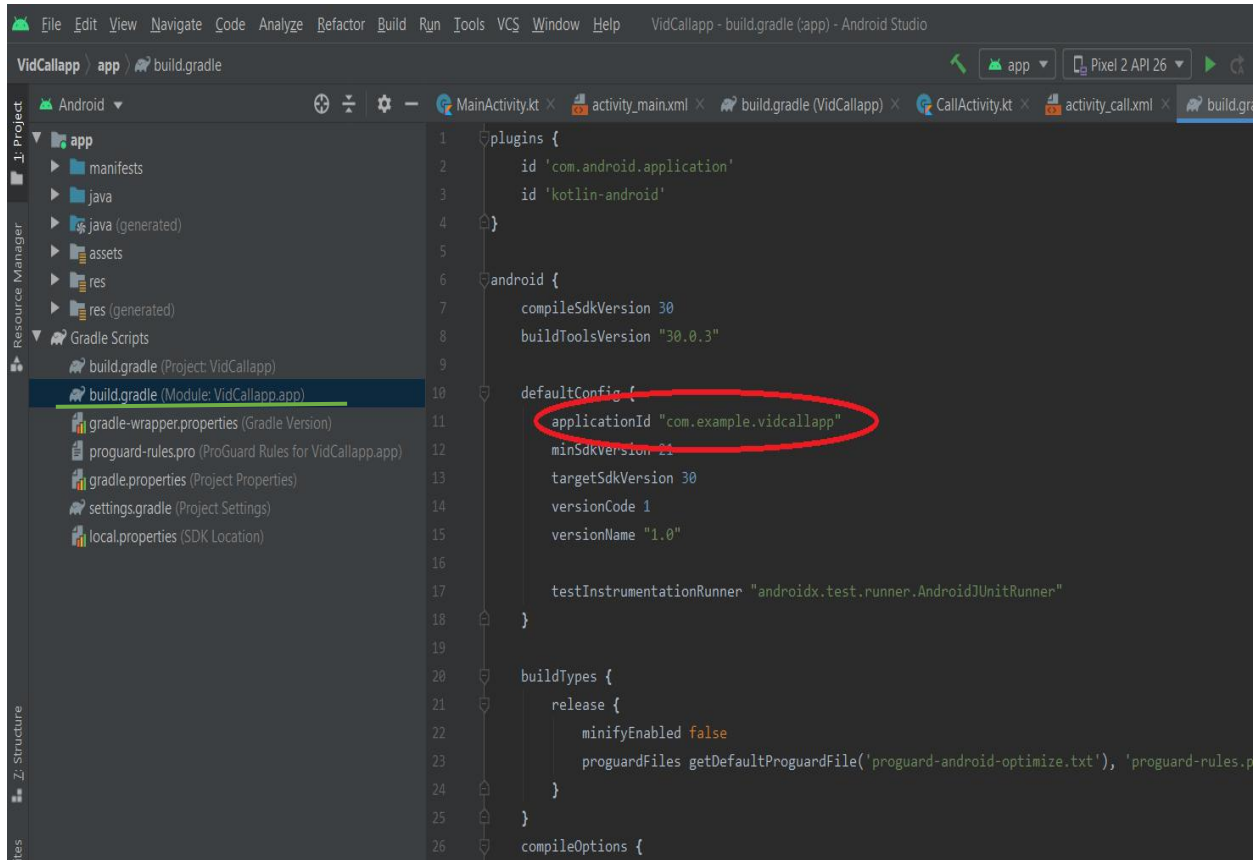 File Edit View Navigate Code Analyze Refactor Build Run Tools VCS Window Help VidCallapp - build.gradle (:app) - Android Studio
VidCallapp app build.gradle
app Pixel 2 API 26
1: Project
Resource Manager
Z: Structure
Android
app
manifests
java
java (generated)
assets
res
res (generated)
Gradle Scripts
build.gradle (Project: VidCallapp)
build.gradle (Module: VidCallapp.app)
gradle-wrapper.properties (Gradle Version)
proguard-rules.pro (ProGuard Rules for VidCallapp.app)
gradle.properties (Project Properties)
settings.gradle (Project Settings)
local.properties (SDK Location)
MainActivity.kt activity_main.xml build.gradle (VidCallapp) CallActivity.kt activity_call.xml build.gra
1 plugins {
2 id 'com.android.application'
3 id 'kotlin-android'
4 }
5
6 android {
7 compileSdkVersion 30
8 buildToolsVersion "30.0.3"
9
10 defaultConfig {
11 applicationId "com.example.vidcallapp"
12 minSdkVersion 21
13 targetSdkVersion 30
14 versionCode 1
15 versionName "1.0"
16
17 testInstrumentationRunner "androidx.test.runner.AndroidJUnitRunner"
18 }
19
20 buildTypes {
21 release {
22 minifyEnabled false
23 proguardFiles getDefaultProguardFile('proguard-android-optimize.txt'), 'proguard-rules.p
24 }
25 }
26 compileOptions {